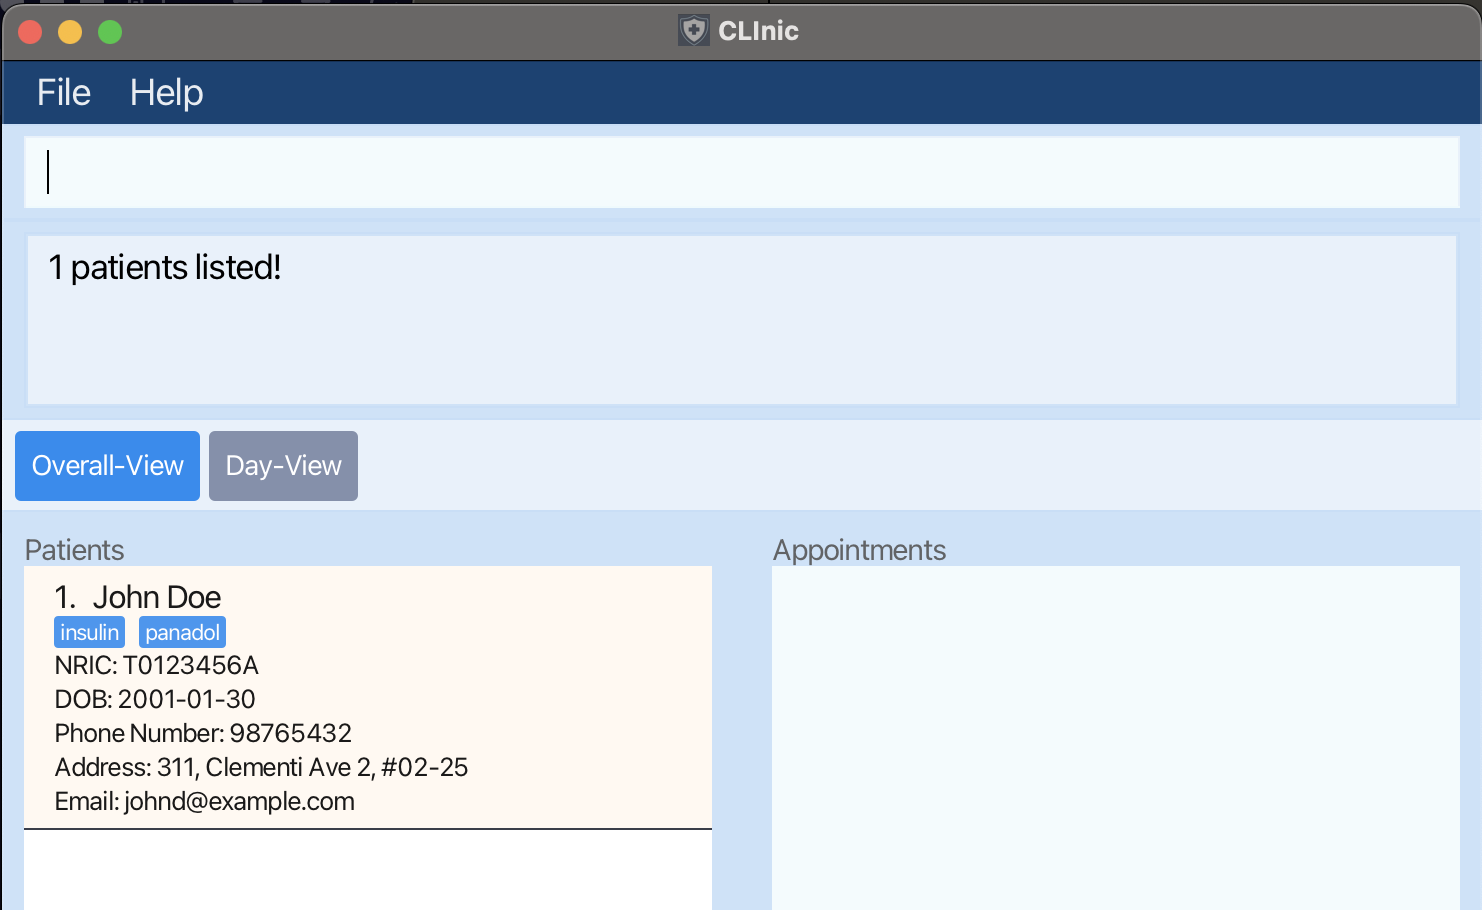 CLInic
File Help
1 patients listed!
Overall-View Day-View
Patients
1. John Doe
insulin panadol
NRIC: T0123456A
DOB: 2001-01-30
Phone Number: 98765432
Address: 311, Clementi Ave 2, #02-25
Email: johnd@example.com
Appointments